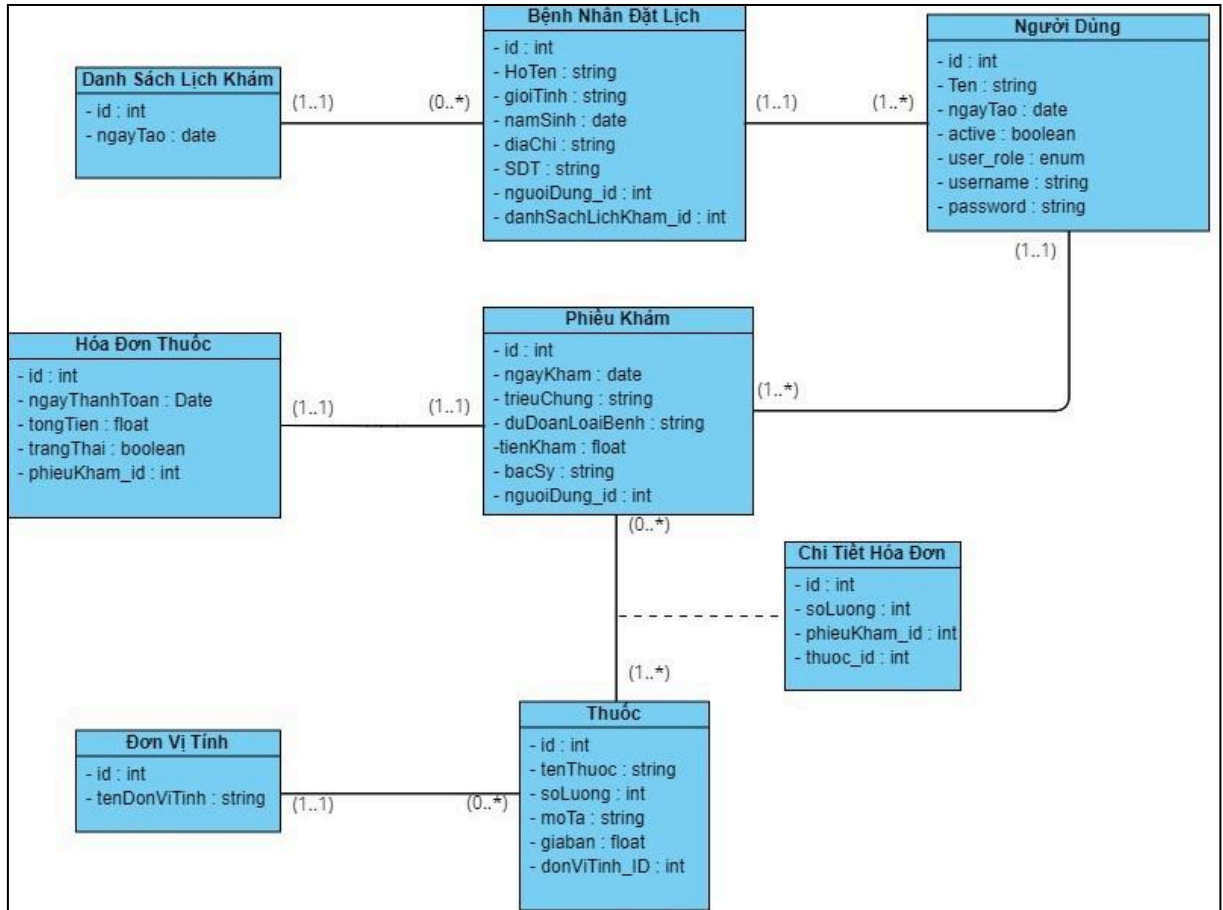 Bệnh Nhân Đặt Lịch
- id : int
- HoTen : string
- gioiTinh : string
- namSinh : date
- diaChi : string
- SDT : string
- nguoiDung_id : int
- danhSachLichKham_id : int
Người Dùng
- id : int
- Ten : string
- ngayTao : date
- active : boolean
- user_role : enum
- username : string
- password : string
Danh Sách Lịch Khám
- id : int
- ngayTao : date
(1..1)
(0..*)
(1..1)
(1..*)
(1..1)
Phiếu Khám
- id : int
- ngayKham : date
- trieuChung : string
- duDoanLoaiBenh : string
-tienKham : float
- bacSy : string
- nguoiDung_id : int
Hóa Đơn Thuốc
- id : int
- ngayThanhToan : Date
- tongTien : float
- trangThai : boolean
- phieuKham_id : int
(1..1)
(1..1)
(1..*)
(0..*)
Chi Tiết Hóa Đơn
- id : int
- soLuong : int
- phieuKham_id : int
- thuoc_id : int
(1..*)
Thuốc
- id : int
- tenThuoc : string
- soLuong : int
- moTa : string
- giaban : float
- donViTinh_ID : int
Đơn Vị Tính
- id : int
- tenDonViTinh : string
(1..1)
(0..*)